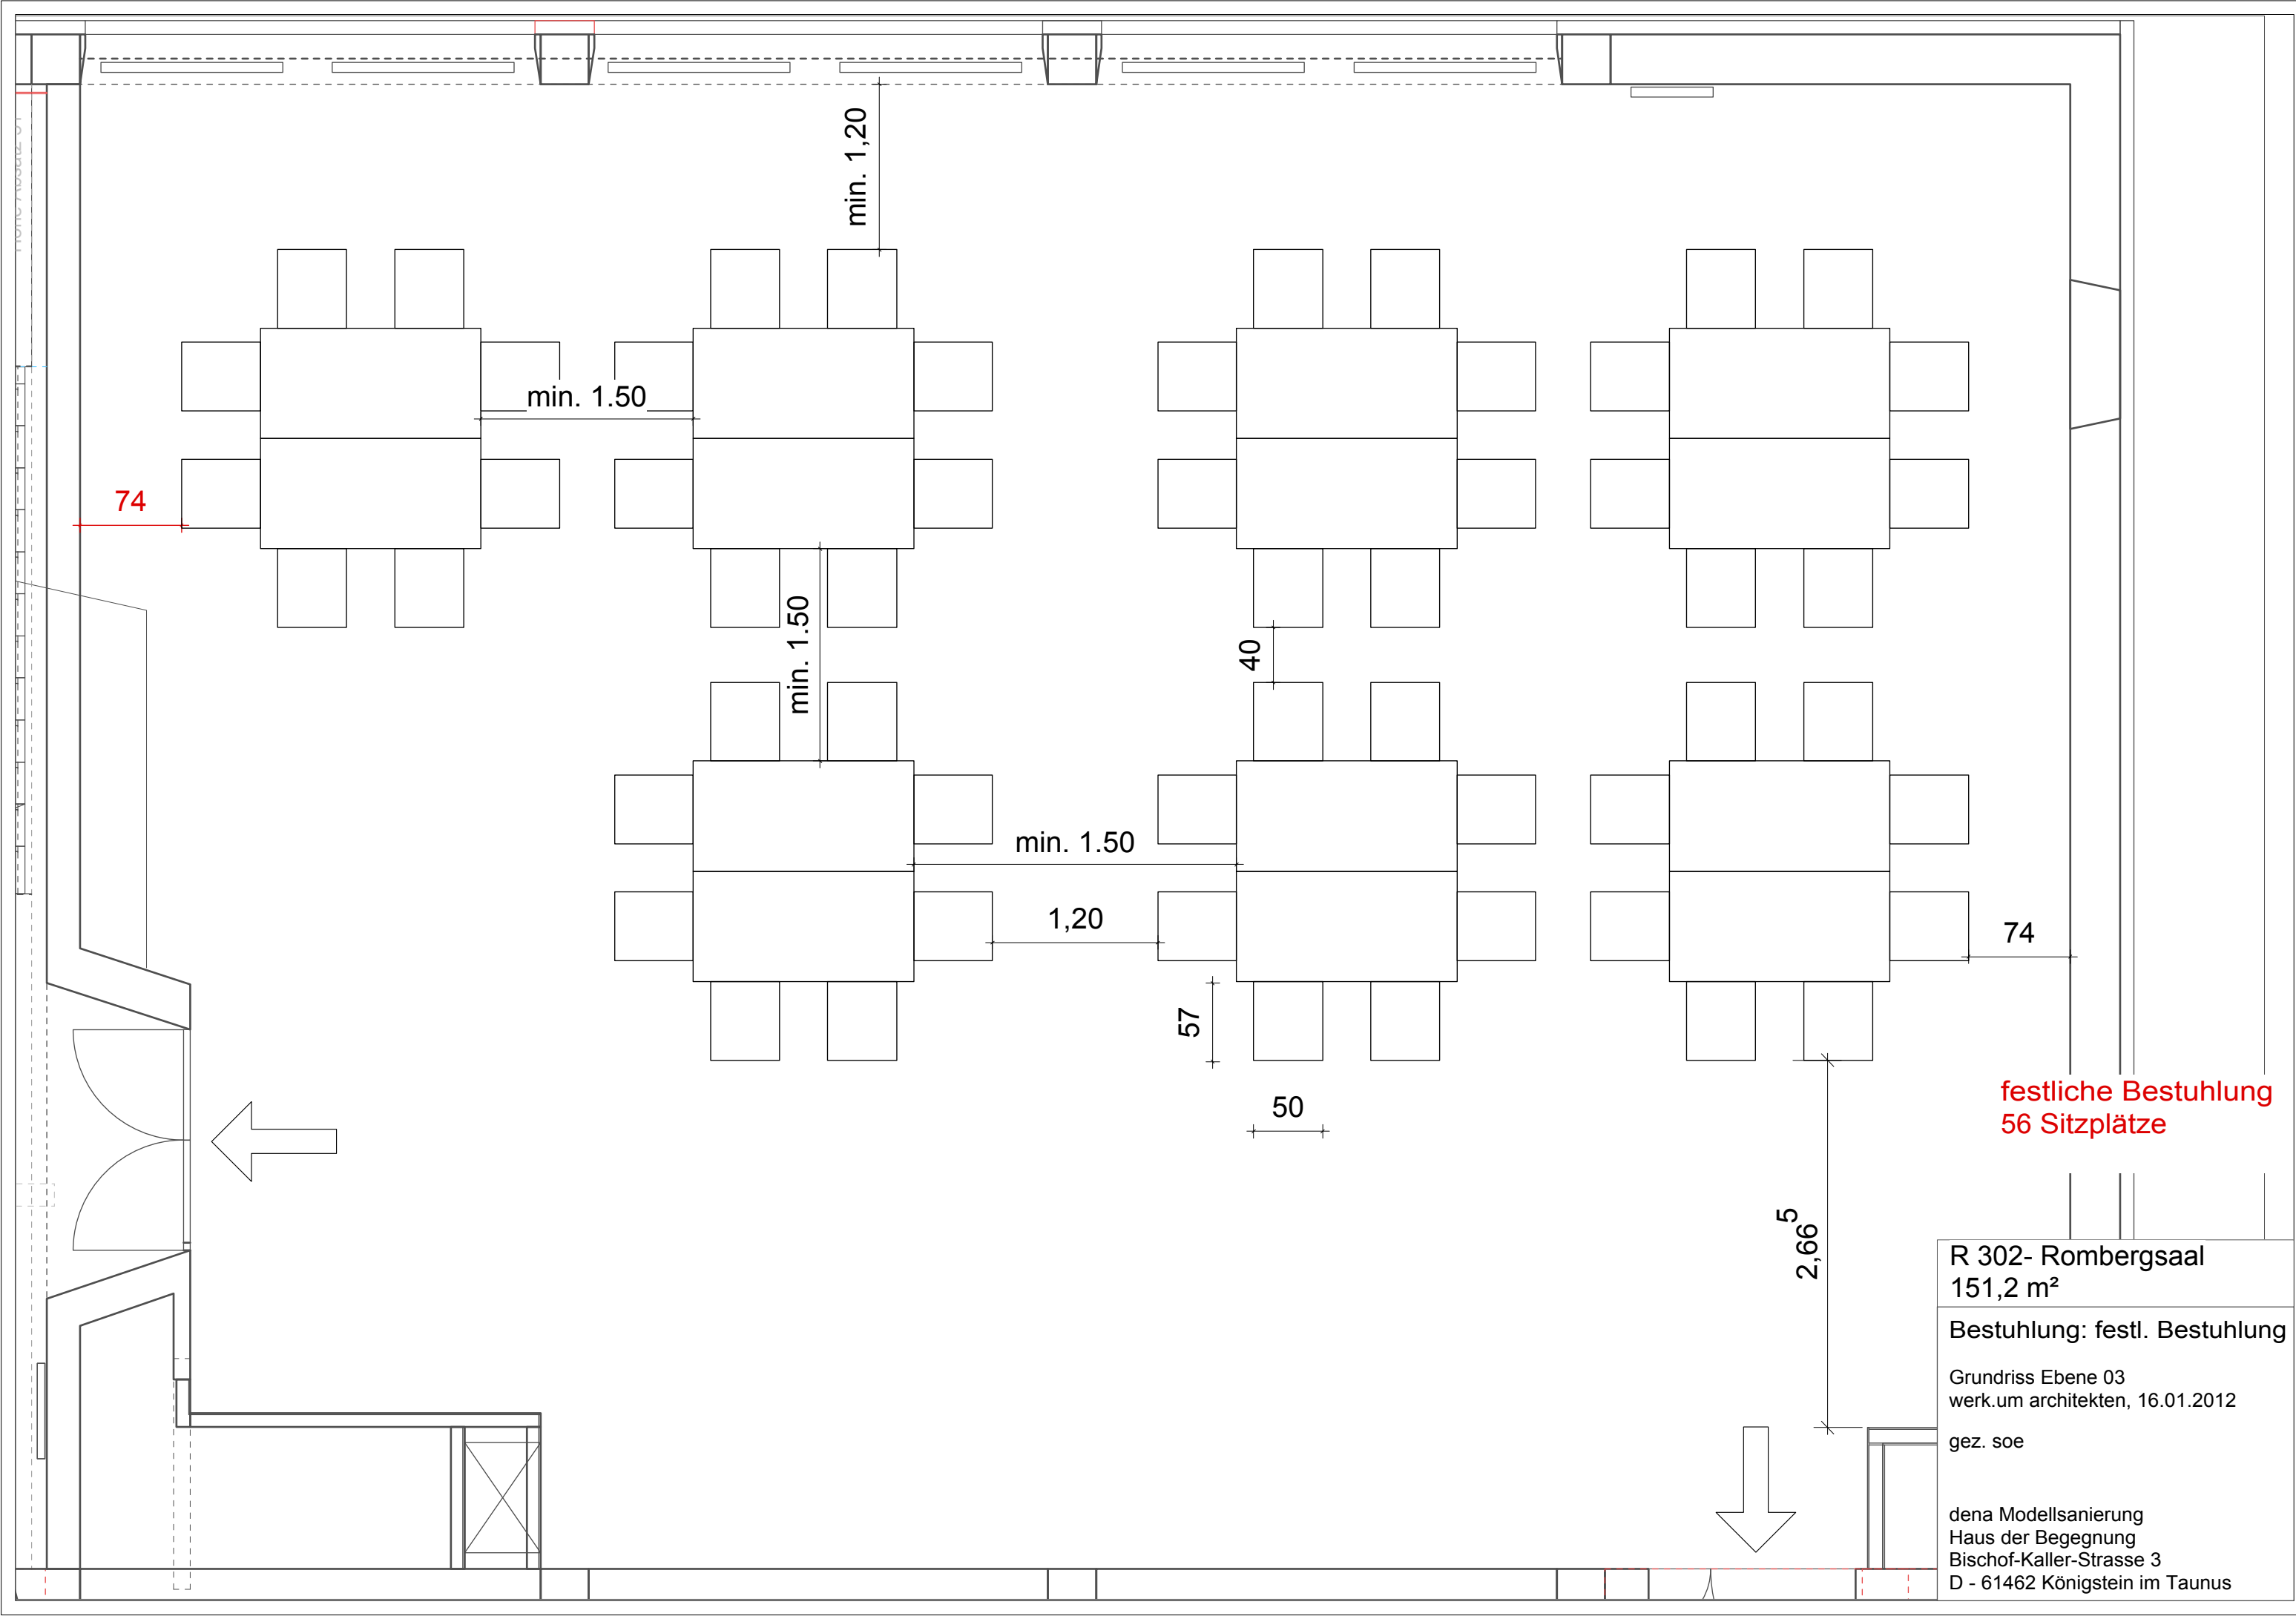 min. 1,20
min. 1.50
74
min. 1.50
40
min. 1.50
1,20
74
57
50
festliche Bestuhlung
56 Sitzplätze
2,66⁵
R 302- Rombergsaal
151,2 m²
Bestuhlung: festl. Bestuhlung
Grundriss Ebene 03
werk.um architekten, 16.01.2012
gez. soe
dena Modellsanierung
Haus der Begegnung
Bischof-Kaller-Strasse 3
D - 61462 Königstein im Taunus